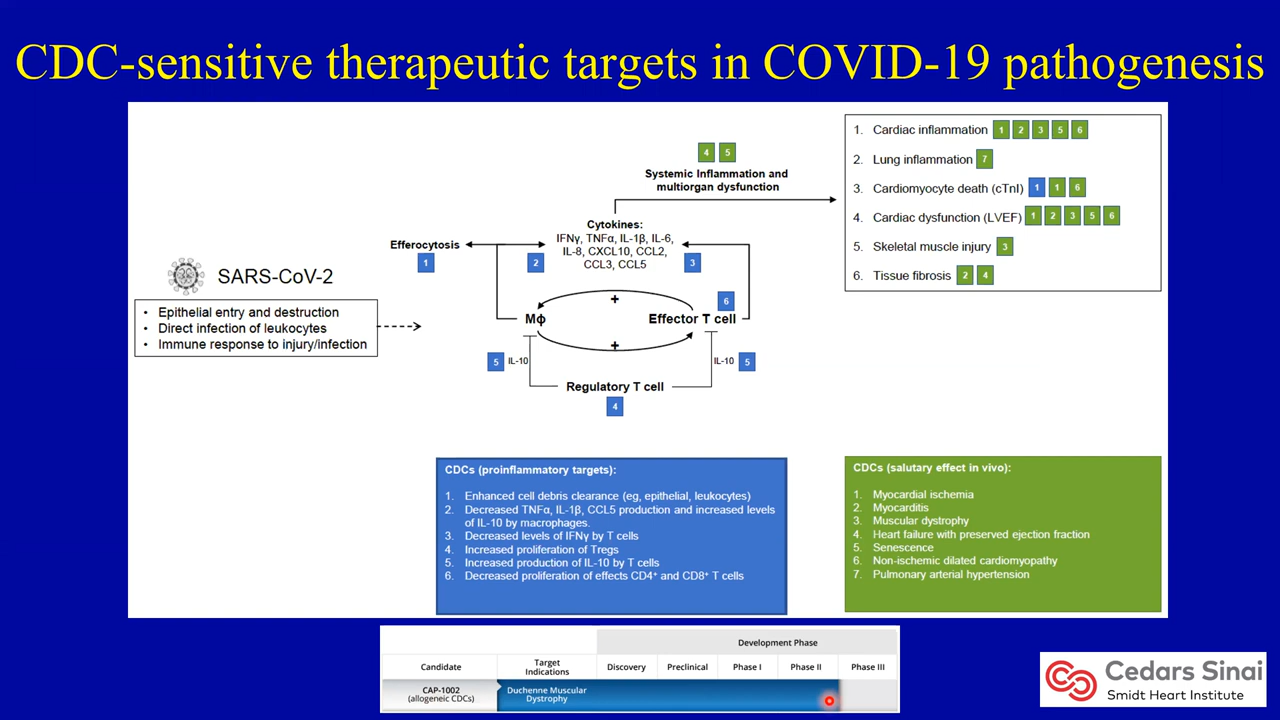 CDC-sensitive therapeutic targets in COVID-19 pathogenesis
SARS-CoV-2
• Epithelial entry and destruction
• Direct infection of leukocytes
• Immune response to injury/infection
Efferocytosis
1
4 5
Systemic Inflammation and
multiorgan dysfunction
Cytokines:
IFNγ, TNFα, IL-1β, IL-6,
IL-8, CXCL10, CCL2,
CCL3, CCL5
2
3
+
6
Mϕ
Effector T cell
+
5 IL-10
IL-10 5
Regulatory T cell
4
1. Cardiac inflammation 1 2 3 5 6
2. Lung inflammation 7
3. Cardiomyocyte death (cTnI) 1 1 6
4. Cardiac dysfunction (LVEF) 1 2 3 5 6
5. Skeletal muscle injury 3
6. Tissue fibrosis 2 4
CDCs (proinflammatory targets):
1. Enhanced cell debris clearance (eg, epithelial, leukocytes)
2. Decreased TNFα, IL-1β, CCL5 production and increased levels
of IL-10 by macrophages.
3. Decreased levels of IFNγ by T cells
4. Increased proliferation of Tregs
5. Increased production of IL-10 by T cells
6. Decreased proliferation of effects CD4⁺ and CD8⁺ T cells
CDCs (salutary effect in vivo):
1. Myocardial ischemia
2. Myocarditis
3. Muscular dystrophy
4. Heart failure with preserved ejection fraction
5. Senescence
6. Non-ischemic dilated cardiomyopathy
7. Pulmonary arterial hypertension
Development Phase
Candidate
Target
Indications
Discovery
Preclinical
Phase I
Phase II
Phase III
CAP-1002
(allogeneic CDCs)
Duchenne Muscular
Dystrophy
Cedars Sinai
Smidt Heart Institute